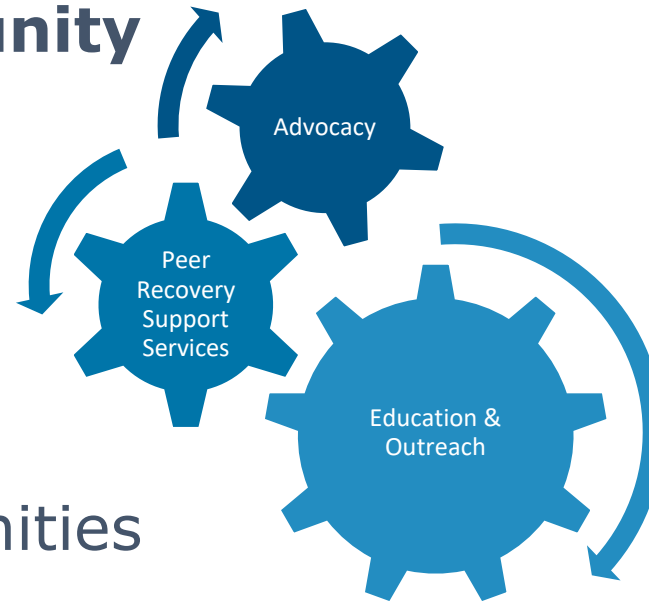 unity
Advocacy
Peer
Recovery
Support
Services
Education &
Outreach
nities